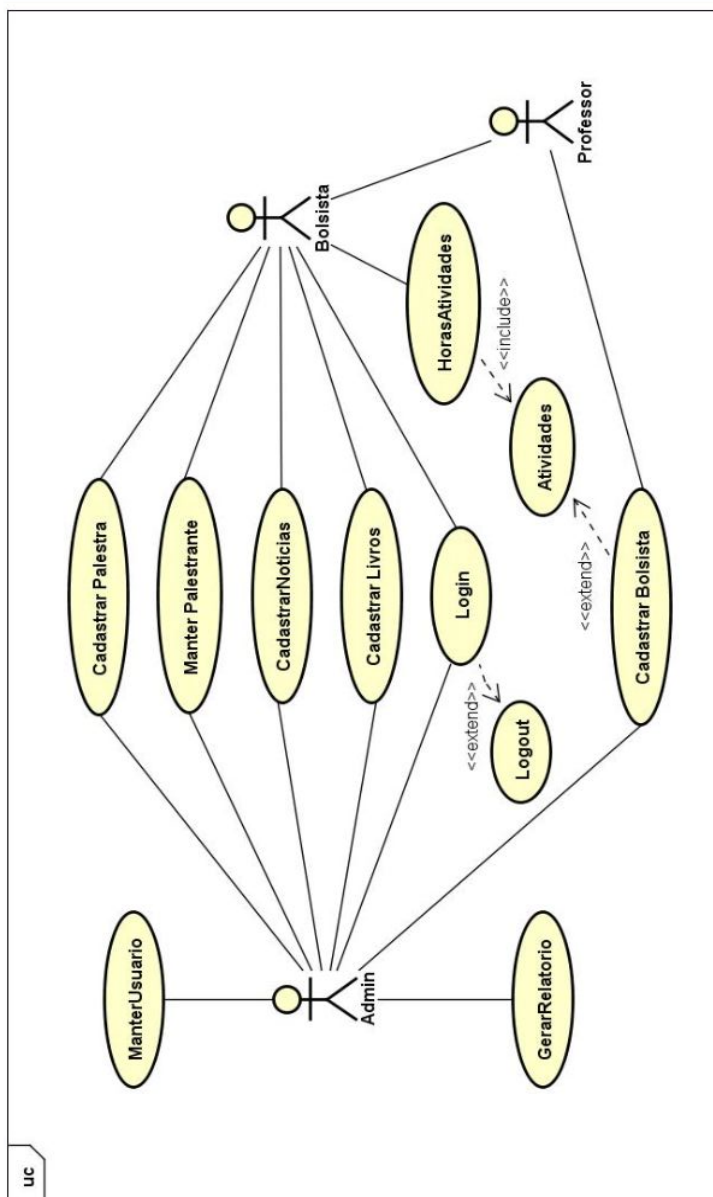 uc
ManterUsuario
Admin
GerarRelatorio
Cadastrar Palestra
Manter Palestrante
CadastrarNoticias
Cadastrar Livros
Login
<<extend>>
Logout
Cadastrar Bolsista
<<extend>>
Atividades
<<include>>
HorasAtividades
Bolsista
Professor